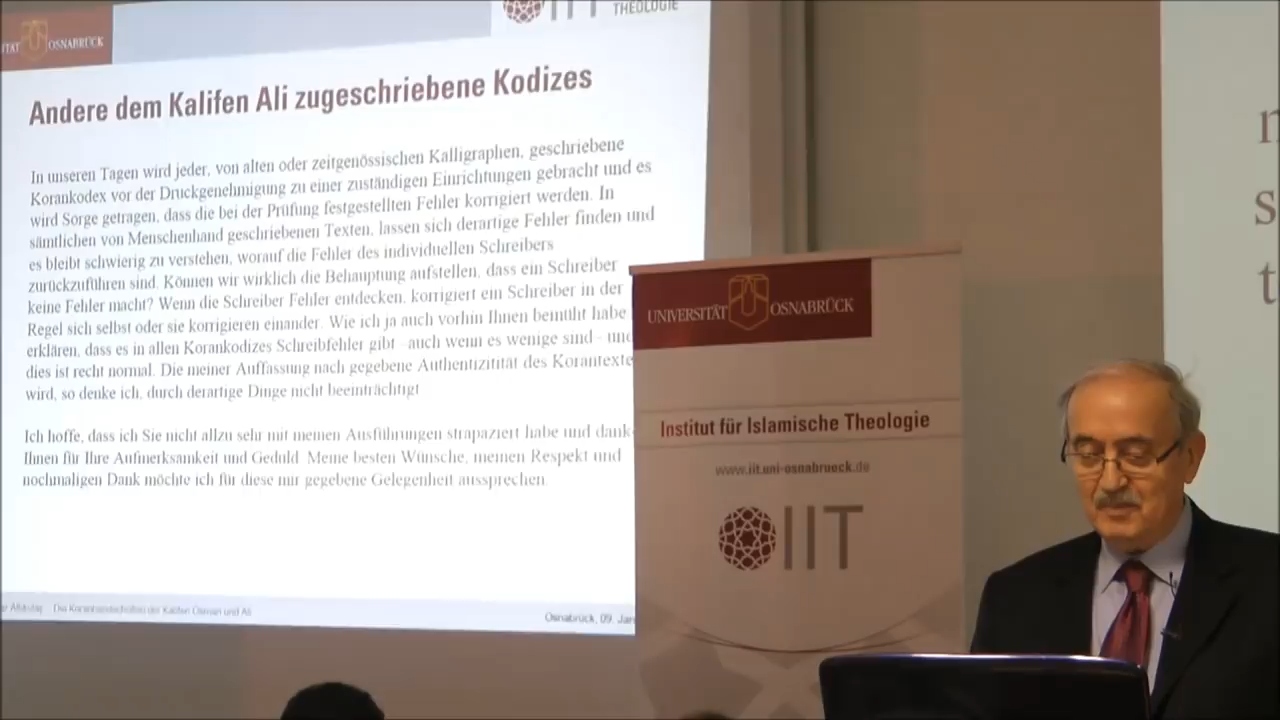 OSNABRÜCK
THEOLOGIE
Andere dem Kalifen Ali zugeschriebene Kodizes
In unseren Tagen wird jeder, von alten oder zeitgenössischen Kalligraphen, geschriebene
Korankodex vor der Druckgenehmigung zu einer zuständigen Einrichtungen gebracht und es
wird Sorge getragen, dass die bei der Prüfung festgestellten Fehler korrigiert werden. In
sämtlichen von Menschenhand geschriebenen Texten, lassen sich derartige Fehler finden und
es bleibt schwierig zu verstehen, worauf die Fehler des individuellen Schreibers
zurückzuführen sind. Können wir wirklich die Behauptung aufstellen, dass ein Schreiber
keine Fehler macht? Wenn die Schreiber Fehler entdecken, korrigiert ein Schreiber in der
Regel sich selbst oder sie korrigieren einander. Wie ich ja auch vorhin Ihnen bemüht habe
erklären, dass es in allen Korankodizes Schreibfehler gibt - auch wenn es wenige sind - und
dies ist recht normal. Die meiner Auffassung nach gegebene Authentizitität des Korantexte
wird, so denke ich, durch derartige Dinge nicht beeinträchtigt
Ich hoffe, dass ich Sie nicht allzu sehr mit meinen Ausführungen strapaziert habe und dank
Ihnen für Ihre Aufmerksamkeit und Geduld. Meine besten Wünsche, meinen Respekt und
nochmaligen Dank möchte ich für diese mir gegebene Gelegenheit aussprechen.
Die Koranhandschriften der Kalifen Osman und Ali
Osnabrück, 09. Jan
UNIVERSITÄT OSNABRÜCK
Institut für Islamische Theologie
www.iit.uni-osnabrueck.de
IIT